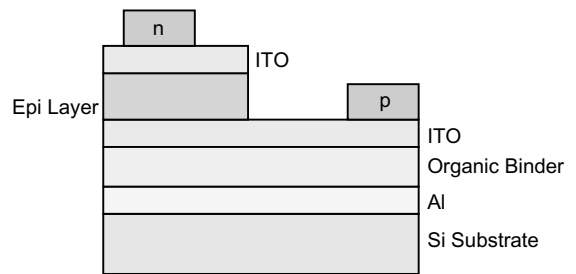 n
ITO
p
Epi Layer
ITO
Organic Binder
Al
Si Substrate